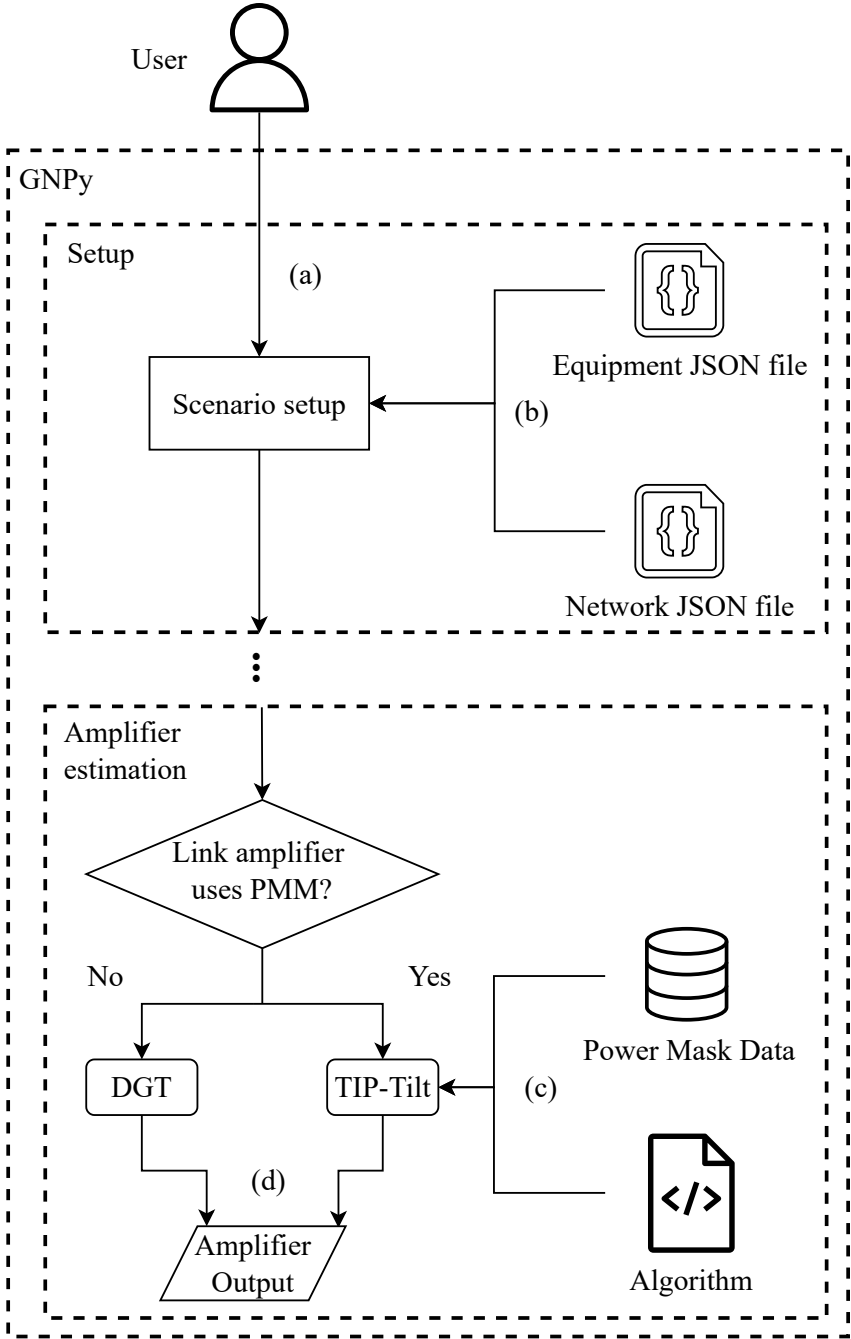 User
GNPy
Setup
(a)
{}
Equipment JSON file
Scenario setup
(b)
{}
Network JSON file
Amplifier
estimation
Link amplifier
uses PMM?
No
Yes
Power Mask Data
DGT
TIP-Tilt
(c)
(d)
</>
Amplifier
Output
Algorithm